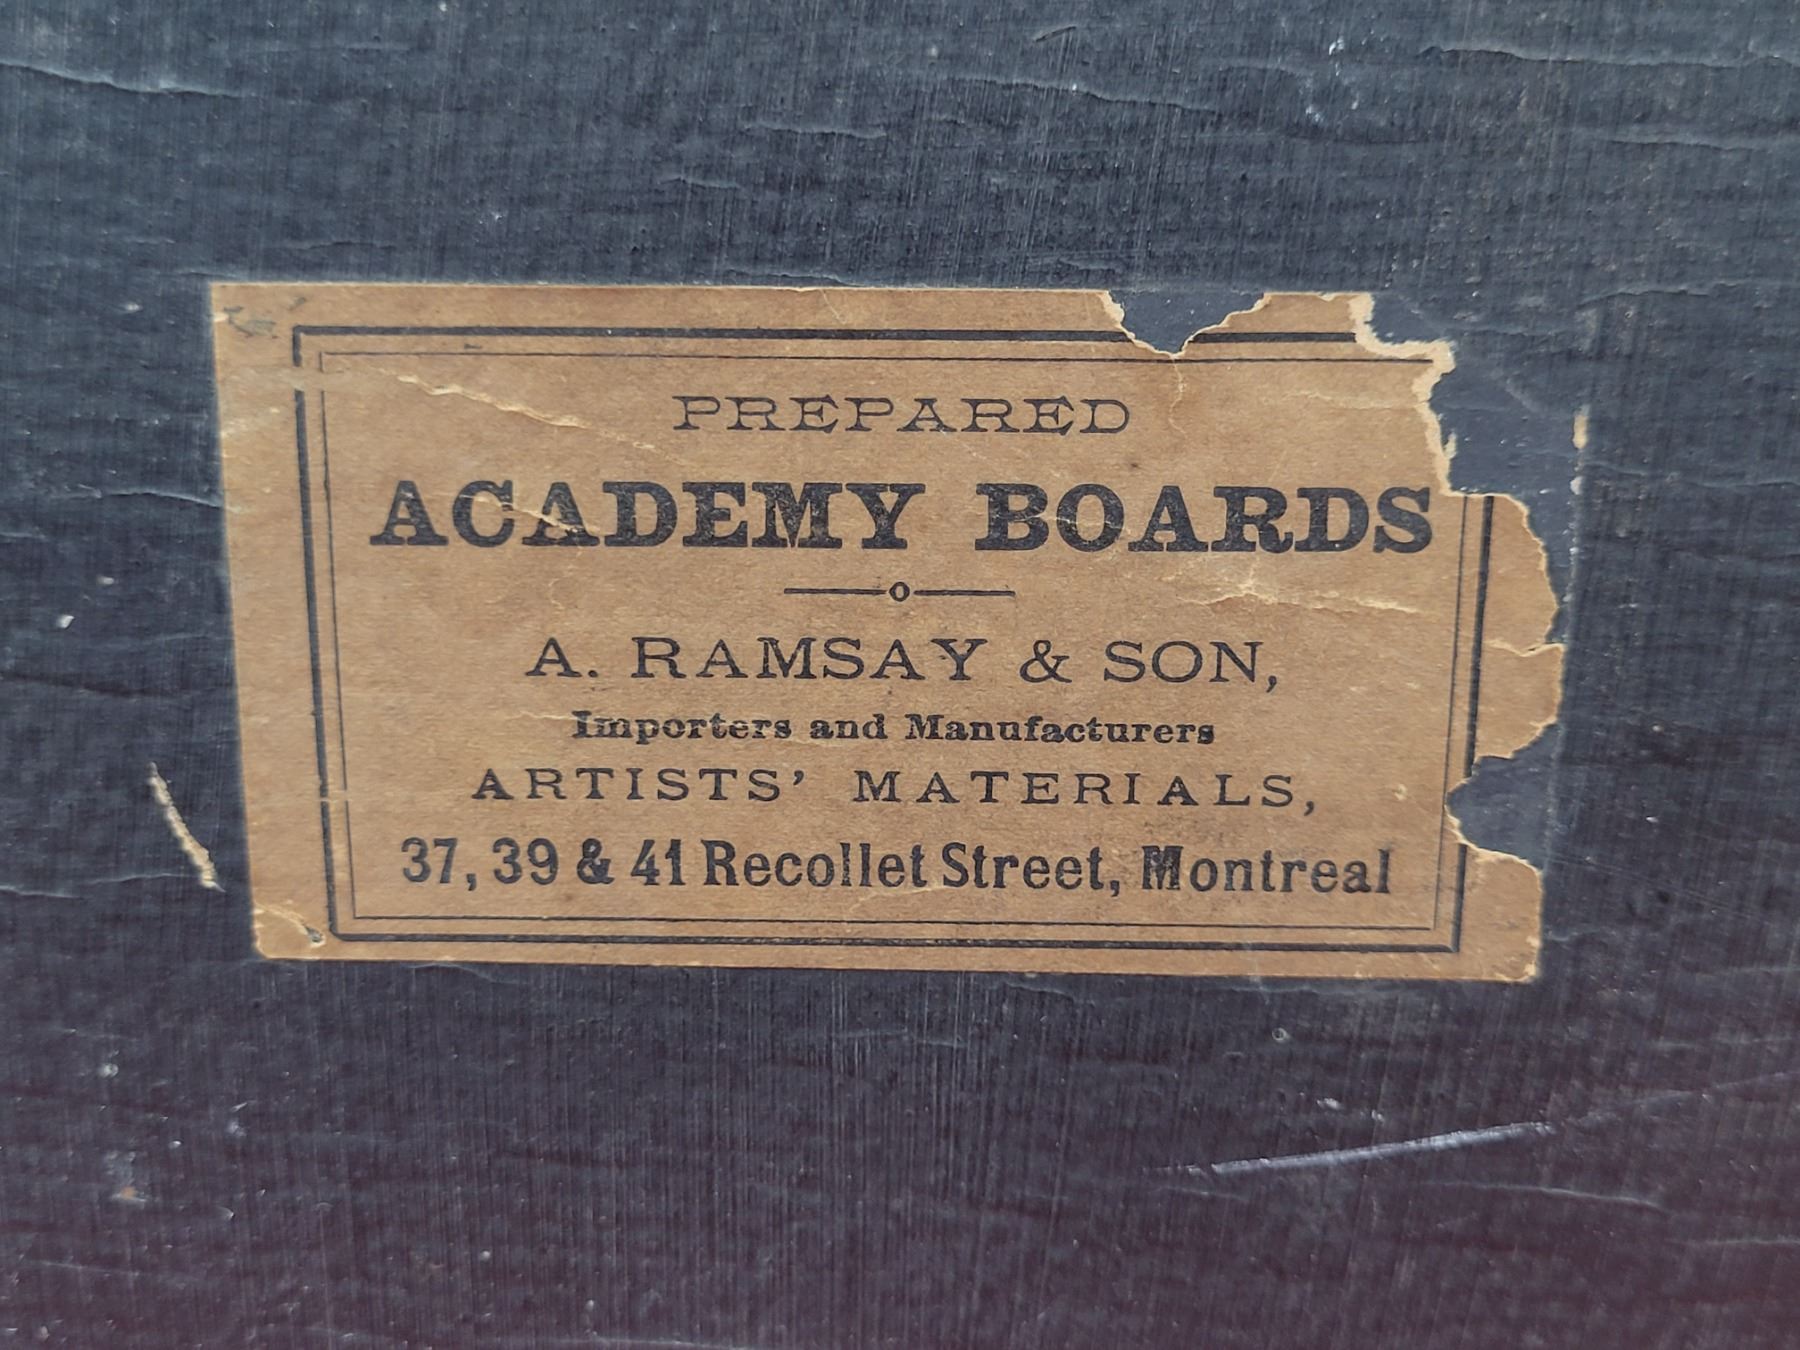 PREPARED
ACADEMY BOARDS
A. RAMSAY & SON,
Importers and Manufacturers
ARTISTS' MATERIALS,
37, 39 & 41 Recollet Street, Montreal